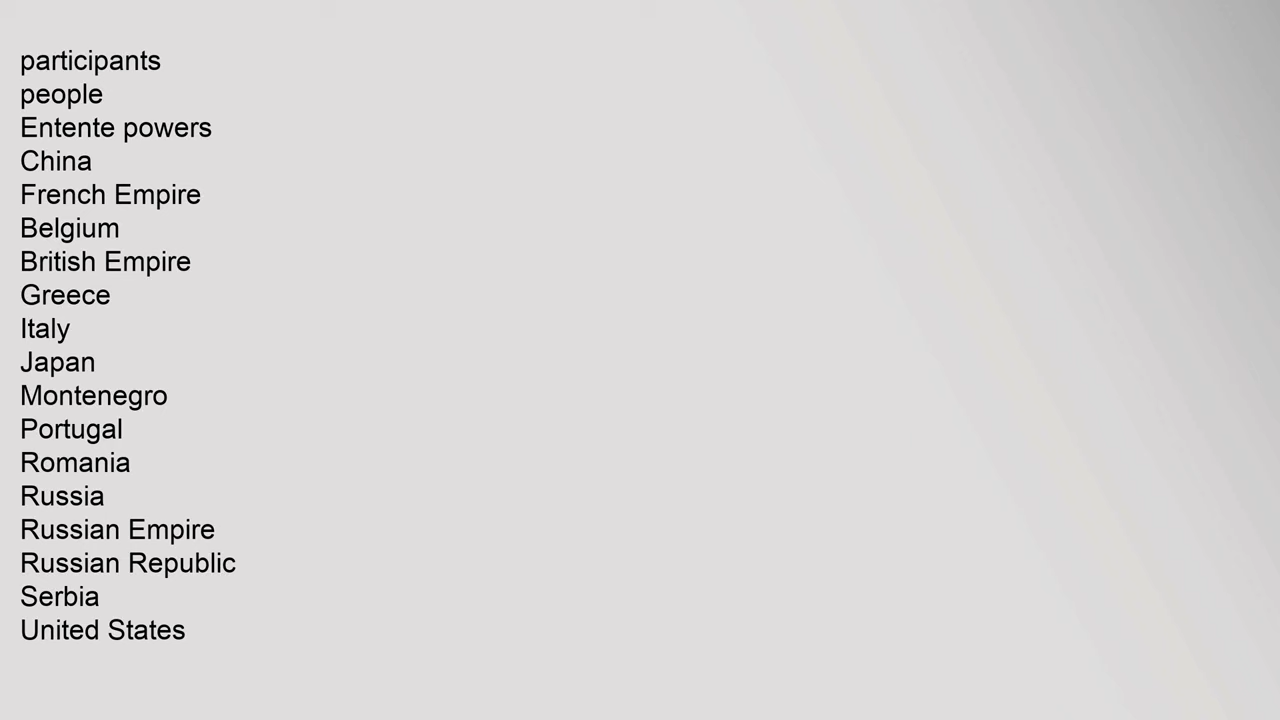 participants
people
Entente powers
China
French Empire
Belgium
British Empire
Greece
Italy
Japan
Montenegro
Portugal
Romania
Russia
Russian Empire
Russian Republic
Serbia
United States